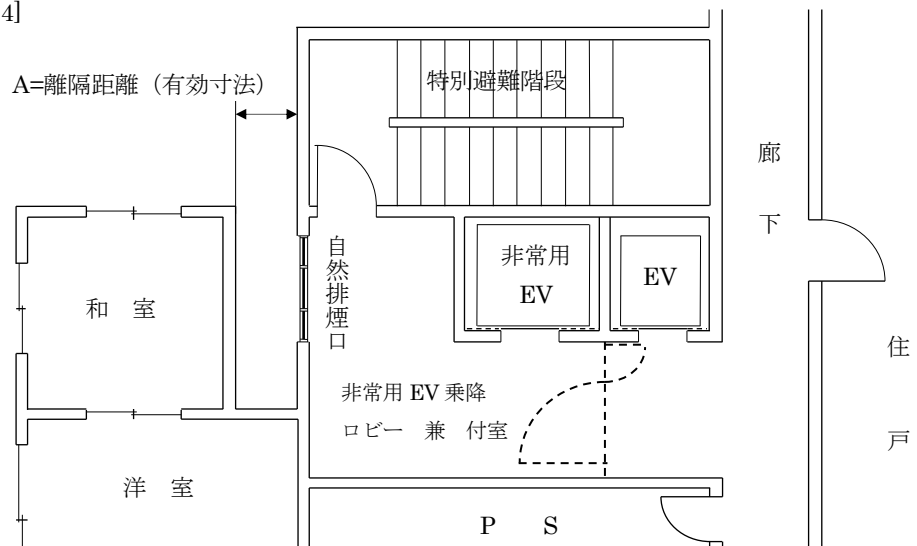 4]
A=離隔距離（有効寸法）
特別避難階段
廊
下
自然排煙口
非常用
EV
EV
和　室
住
戸
非常用 EV 乗降
ロビー　兼　付室
洋　室
P　S